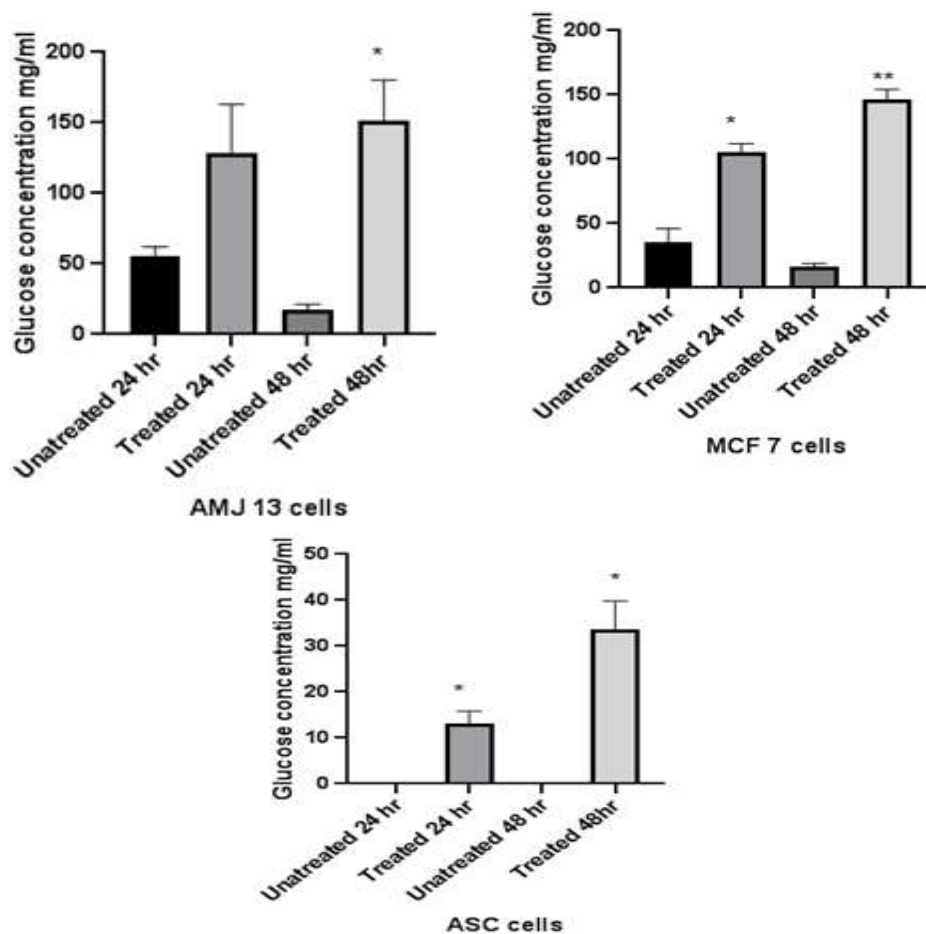 Glucose concentration mg/ml
200
150
100
50
0
*
Unatreated 24 hr
Treated 24 hr
Unatreated 48 hr
Treated 48hr
AMJ 13 cells
Glucose concentration mg/ml
200
150
100
50
0
*
**
Unatreated 24 hr
Treated 24 hr
Unatreated 48 hr
Treated 48 hr
MCF 7 cells
Glucose concentration mg/ml
50
40
30
20
10
0
*
*
Unatreated 24 hr
Treated 24 hr
Unatreated 48 hr
Treated 48hr
ASC cells